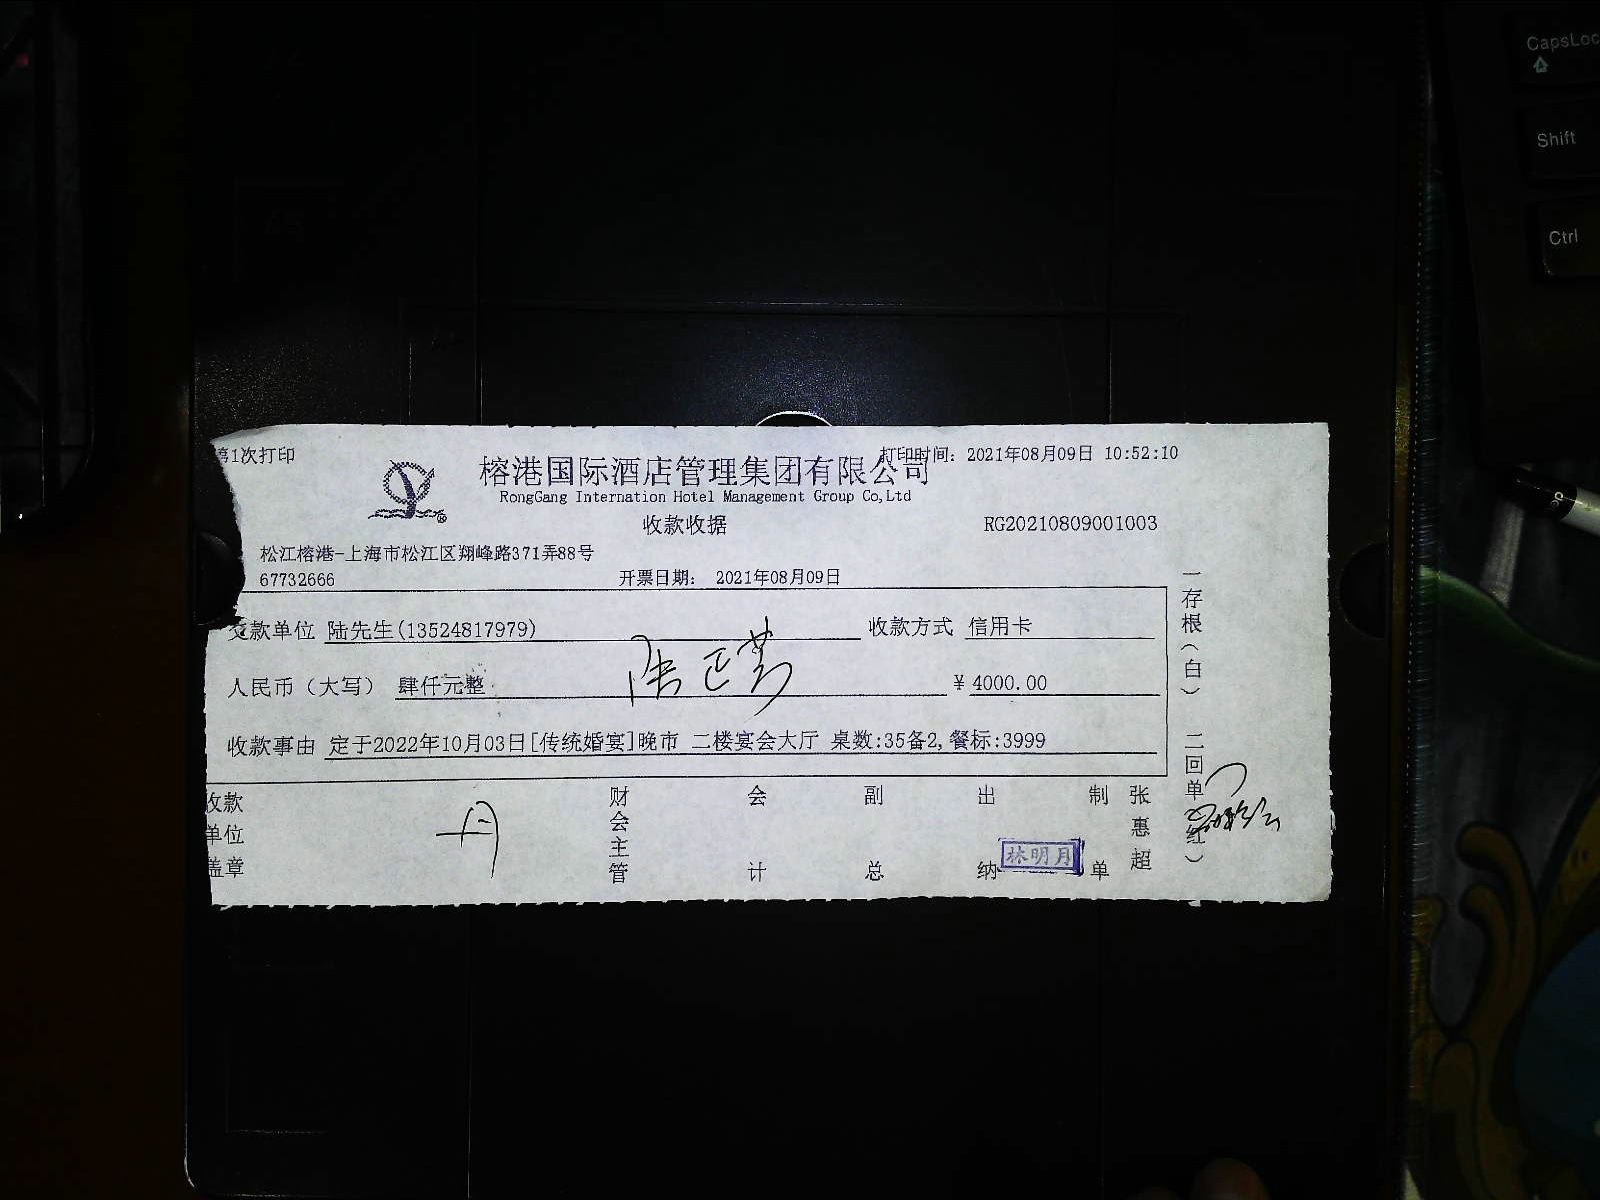 第1次打印
打印时间: 2021年08月09日 10:52:10
榕港国际酒店管理集团有限公司
RongGang Internation Hotel Management Group Co,Ltd
收款收据
RG20210809001003
松江榕港-上海市松江区翔峰路371弄88号
67732666
开票日期: 2021年08月09日
交款单位 陆先生(13524817979)
收款方式 信用卡
人民币（大写） 肆仟元整
¥ 4000.00
收款事由 定于2022年10月03日[传统婚宴]晚市 二楼宴会大厅 桌数:35备2,餐标:3999
收款单位盖章
财会主管
会计
副总
出纳
林明月
制单
张惠超
一存根（白） 二回单（红）
CapsLoc
Shift
Ctrl